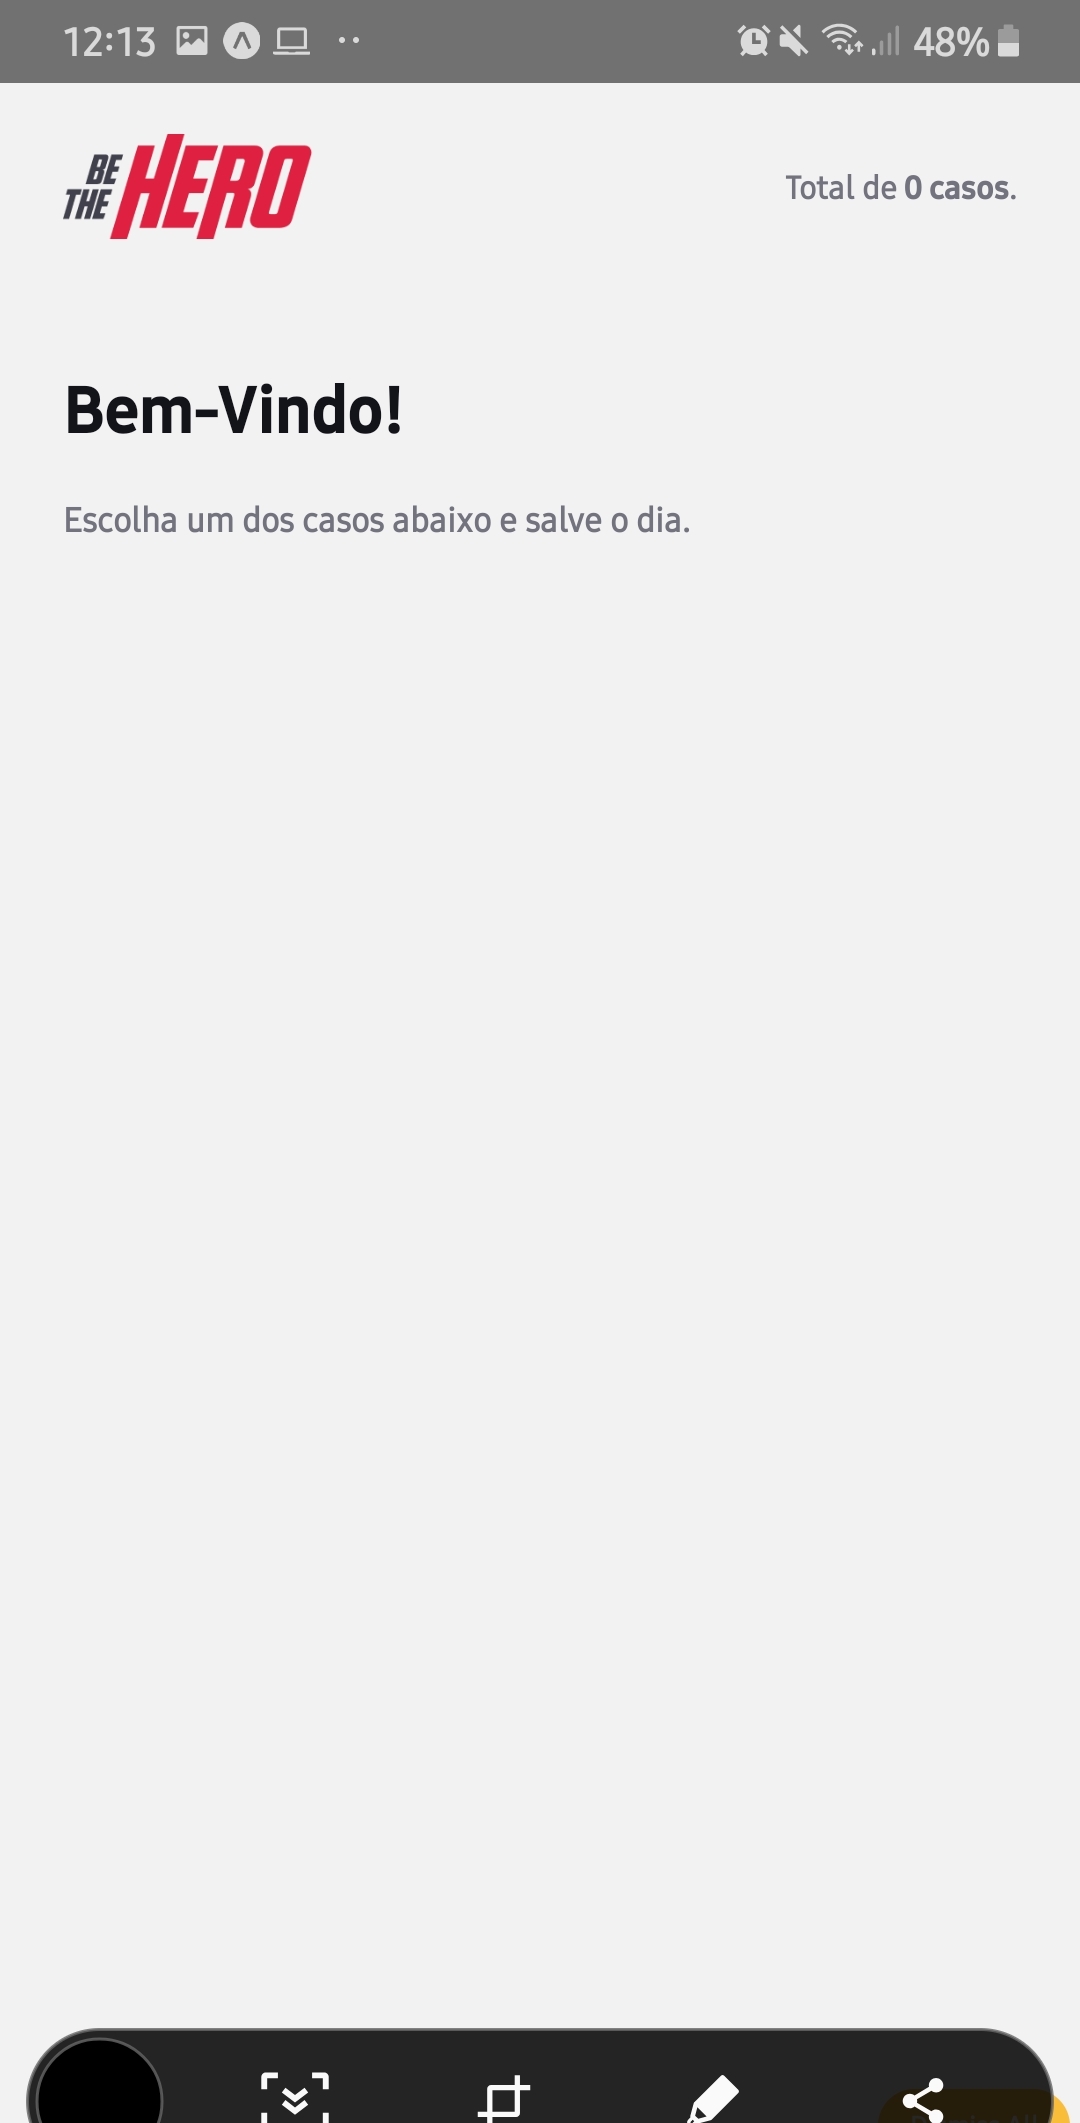 12:13
48%
BE
THE HERO
Total de 0 casos.
Bem-Vindo!
Escolha um dos casos abaixo e salve o dia.